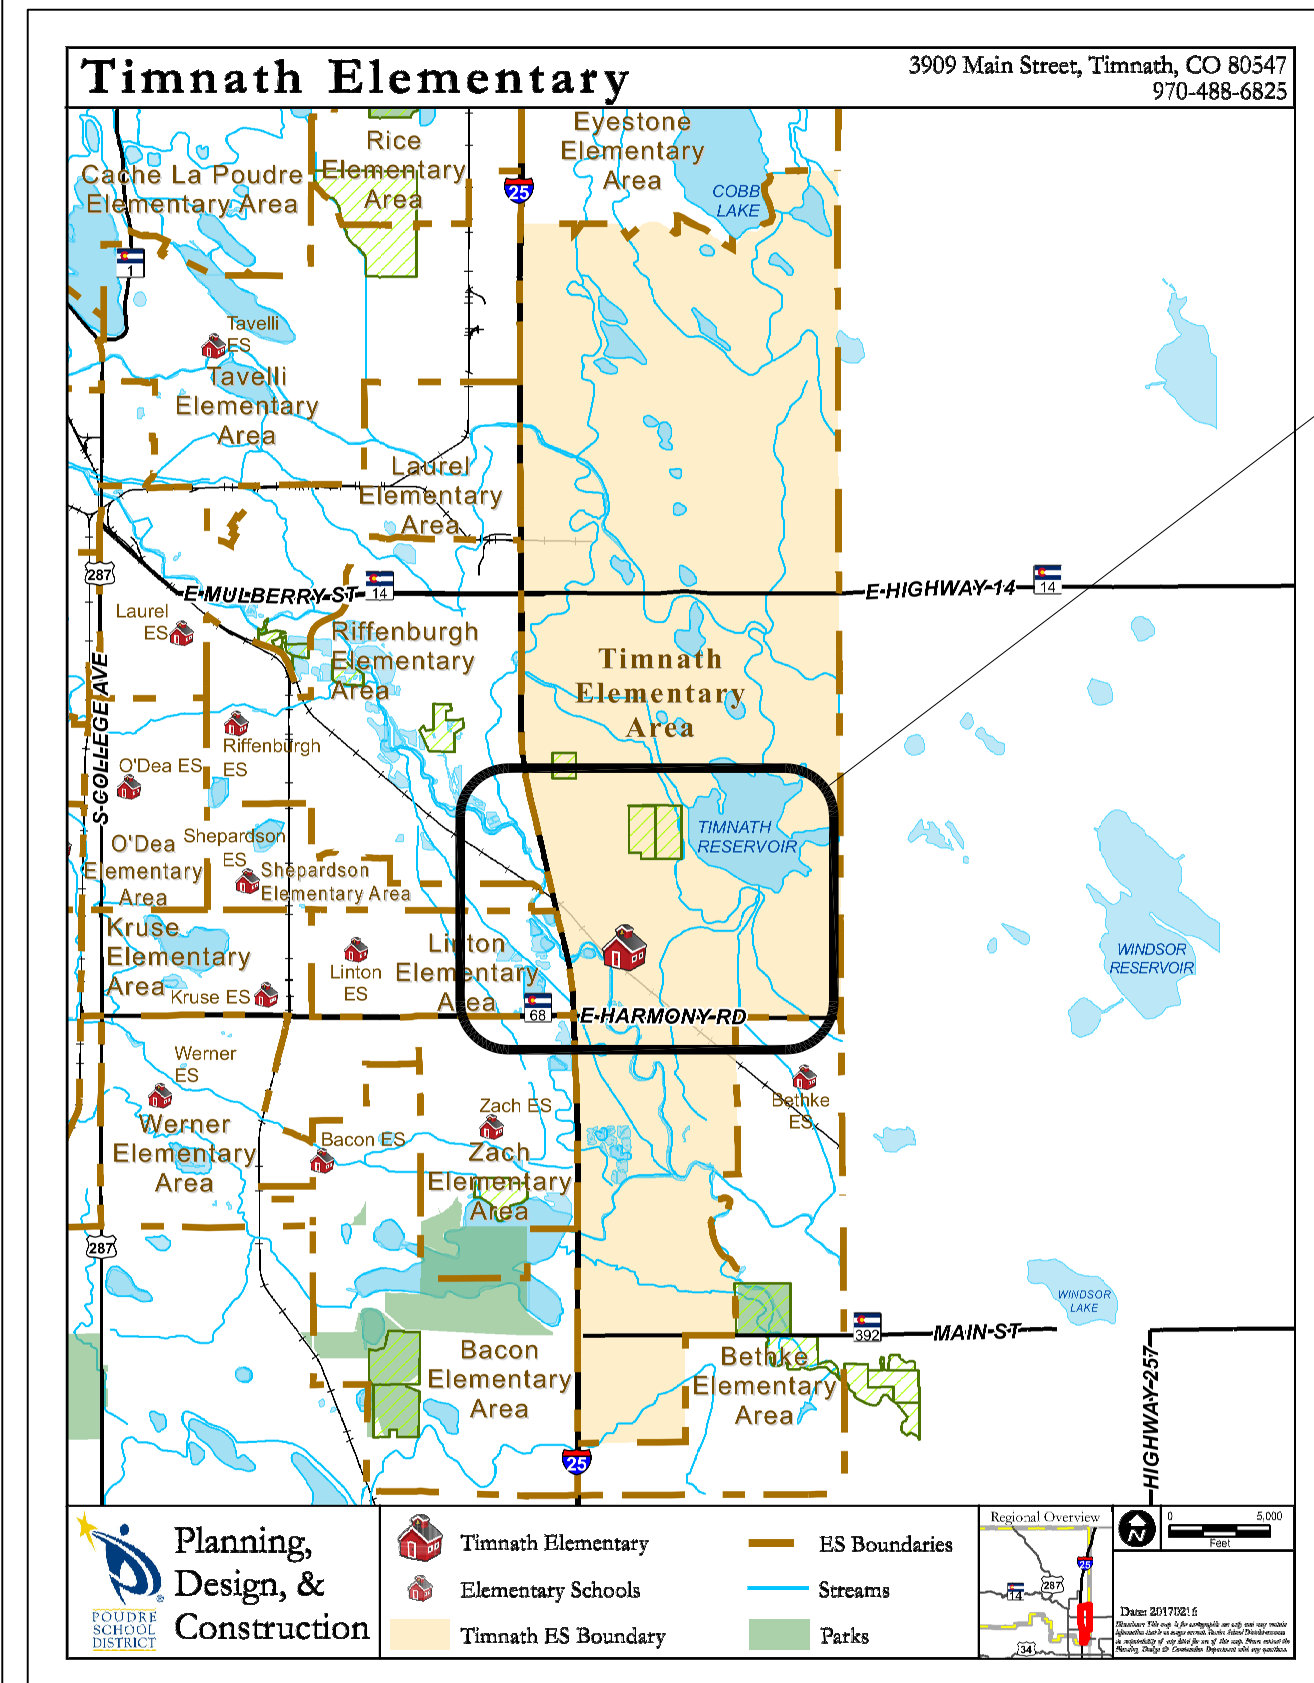 Timnath Elementary
3909 Main Street, Timnath, CO 80547
970-488-6825
Eyestone
Elementary
Area
Rice
Elementary
Area
Cache La Poudre
Elementary Area
COBB
LAKE
25
1
Tavelli
ES
Tavelli
Elementary
Area
Laurel
Elementary
Area
287
E MULBERRY ST
14
E HIGHWAY 14
14
Laurel
ES
Riffenburgh
Elementary
Area
Timnath
Elementary
Area
S COLLEGE AVE
Riffenburgh
ES
O'Dea ES
TIMNATH
RESERVOIR
Shepardson
ES
O'Dea
Elementary
Area
Shepardson
Elementary Area
Kruse
Elementary
Area
Linton
ES
Linton
Elementary
Area
Kruse ES
WINDSOR
RESERVOIR
68
E HARMONY RD
Werner
ES
Bethke
ES
Zach ES
Werner
Elementary
Area
Bacon ES
Zach
Elementary
Area
287
WINDSOR
LAKE
392
MAIN ST
Bacon
Elementary
Area
Bethke
Elementary
Area
HIGHWAY 257
25
POUDRE
SCHOOL
DISTRICT
Planning,
Design, &
Construction
Timnath Elementary
Elementary Schools
Timnath ES Boundary
ES Boundaries
Streams
Parks
Regional Overview
25
287
14
34
N
0 5,000
Feet
Date: 20170216